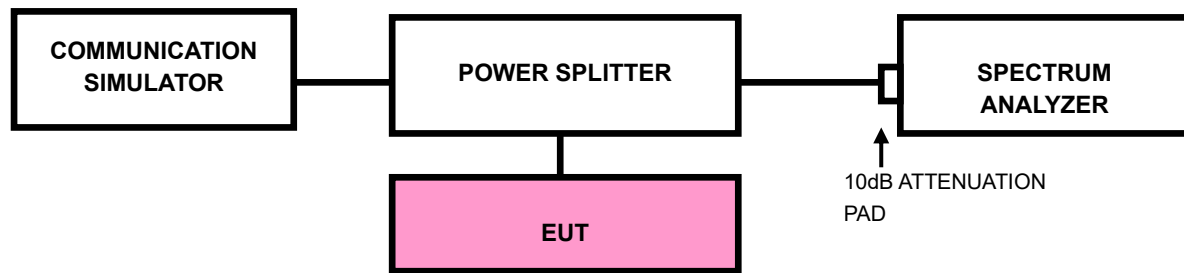 COMMUNICATION
SIMULATOR
POWER SPLITTER
SPECTRUM
ANALYZER
10dB ATTENUATION
PAD
EUT